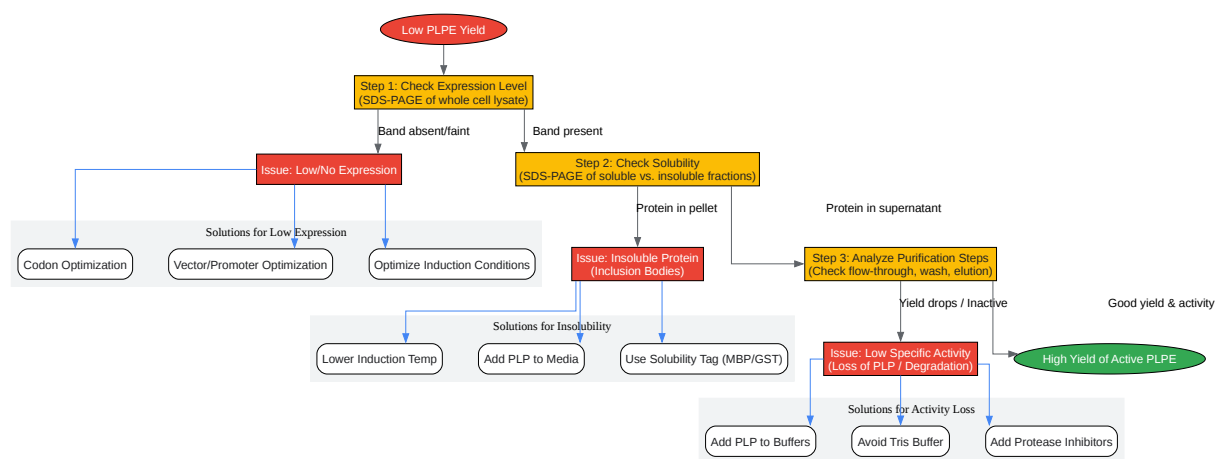 Low PLPE Yield
Step 1: Check Expression Level
(SDS-PAGE of whole cell lysate)
Band absent/faint
Band present
Issue: Low/No Expression
Step 2: Check Solubility
(SDS-PAGE of soluble vs. insoluble fractions)
Protein in pellet
Protein in supernatant
Solutions for Low Expression
Codon Optimization
Vector/Promoter Optimization
Optimize Induction Conditions
Issue: Insoluble Protein
(Inclusion Bodies)
Step 3: Analyze Purification Steps
(Check flow-through, wash, elution)
Yield drops / Inactive
Good yield & activity
Solutions for Insolubility
Lower Induction Temp
Add PLP to Media
Use Solubility Tag (MBP/GST)
Issue: Low Specific Activity
(Loss of PLP / Degradation)
High Yield of Active PLPE
Solutions for Activity Loss
Add PLP to Buffers
Avoid Tris Buffer
Add Protease Inhibitors